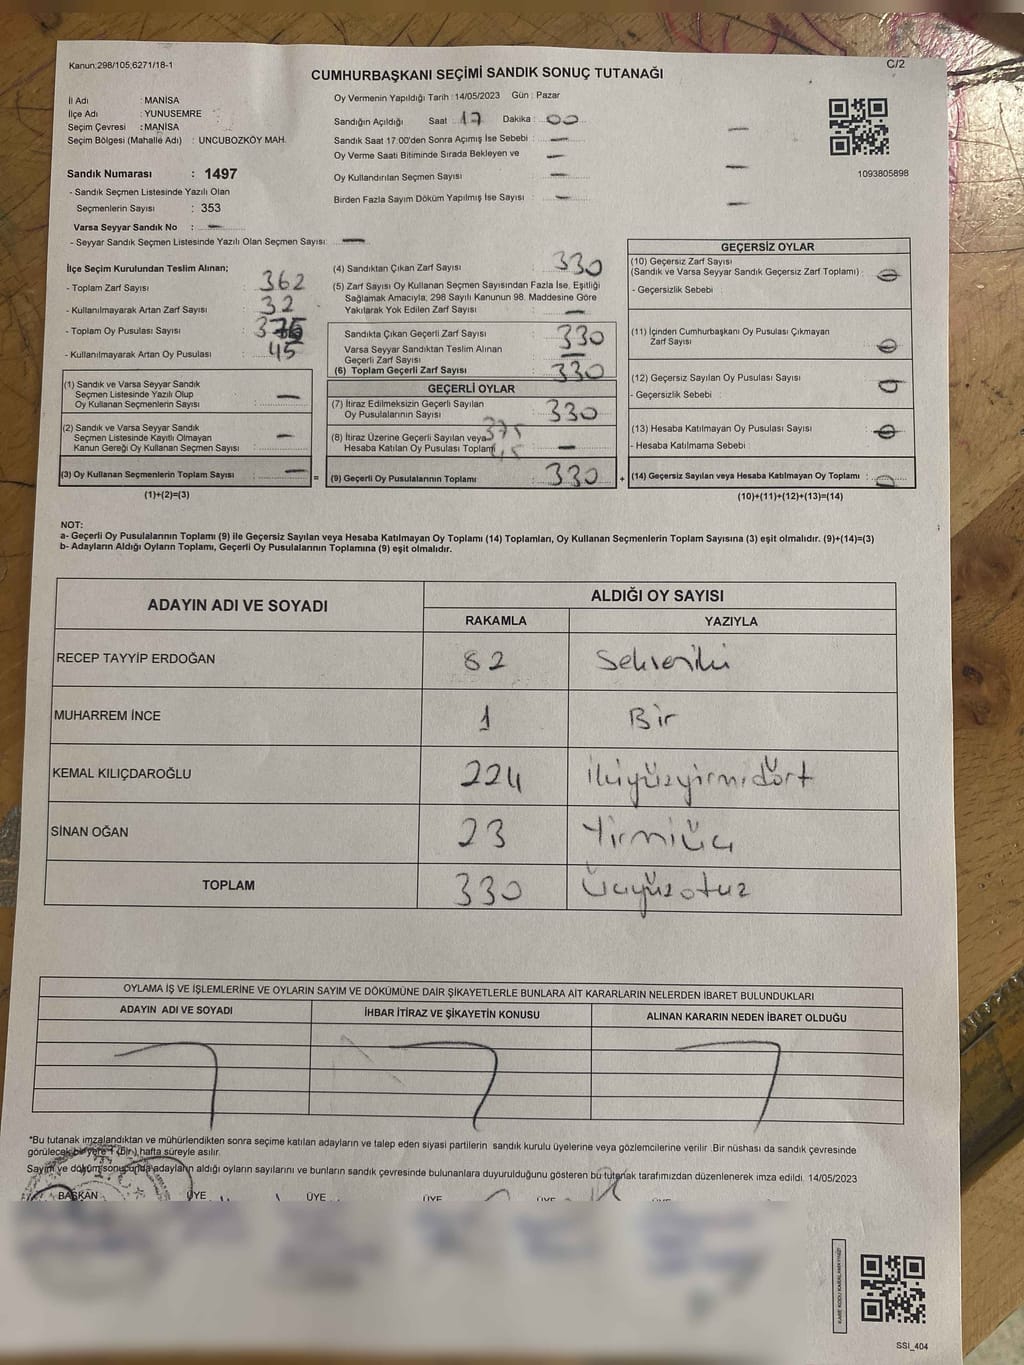 Kanun:298/105,6271/18-1
C/2
CUMHURBAŞKANI SEÇİMİ SANDIK SONUÇ TUTANAĞI
İl Adı : MANİSA
İlçe Adı : YUNUSEMRE
Seçim Çevresi : MANİSA
Seçim Bölgesi (Mahalle Adı) : UNCUBOZKÖY MAH.
Sandık Numarası : 1497
- Sandık Seçmen Listesinde Yazılı Olan
Seçmenlerin Sayısı : 353
Varsa Seyyar Sandık No : —
- Seyyar Sandık Seçmen Listesinde Yazılı Olan Seçmen Sayısı: —
Oy Vermenin Yapıldığı Tarih : 14/05/2023 Gün : Pazar
Sandığın Açıldığı Saat : 17 Dakika : 00
Sandık Saat 17:00'den Sonra Açımış İse Sebebi : —
Oy Verme Saati Bitiminde Sırada Bekleyen ve —
Oy Kullandırılan Seçmen Sayısı : —
Birden Fazla Sayım Döküm Yapılmış İse Sayısı : —
1093805898
İlçe Seçim Kurulundan Teslim Alınan;
- Toplam Zarf Sayısı : 362
- Kullanılmayarak Artan Zarf Sayısı : 32
- Toplam Oy Pusulası Sayısı :
- Kullanılmayarak Artan Oy Pusulası : 45
(1) Sandık ve Varsa Seyyar Sandık
Seçmen Listesinde Yazılı Olup
Oy Kullanan Seçmenlerin Sayısı : —
(2) Sandık ve Varsa Seyyar Sandık
Seçmen Listesinde Kayıtlı Olmayan
Kanun Gereği Oy Kullanan Seçmen Sayısı : —
(3) Oy Kullanan Seçmenlerin Toplam Sayısı : —
(1)+(2)=(3)
(4) Sandıktan Çıkan Zarf Sayısı : 330
(5) Zarf Sayısı Oy Kullanan Seçmen Sayısından Fazla İse, Eşitliği
Sağlamak Amacıyla, 298 Sayılı Kanunun 98. Maddesine Göre
Yakılarak Yok Edilen Zarf Sayısı : —
Sandıkta Çıkan Geçerli Zarf Sayısı : 330
Varsa Seyyar Sandıktan Teslim Alınan
Geçerli Zarf Sayısı : —
(6) Toplam Geçerli Zarf Sayısı : 330
GEÇERLİ OYLAR
(7) İtiraz Edilmeksizin Geçerli Sayılan
Oy Pusulalarının Sayısı : 330
375
(8) İtiraz Üzerine Geçerli Sayılan veya
Hesaba Katılan Oy Pusulası Toplamı 45 —
= (9) Geçerli Oy Pusulalarının Toplamı : 330 +
GEÇERSİZ OYLAR
(10) Geçersiz Zarf Sayısı
(Sandık ve Varsa Seyyar Sandık Geçersiz Zarf Toplamı) :
- Geçersizlik Sebebi :
(11) İçinden Cumhurbaşkanı Oy Pusulası Çıkmayan
Zarf Sayısı :
(12) Geçersiz Sayılan Oy Pusulası Sayısı :
- Geçersizlik Sebebi :
(13) Hesaba Katılmayan Oy Pusulası Sayısı :
- Hesaba Katılmama Sebebi :
(14) Geçersiz Sayılan veya Hesaba Katılmayan Oy Toplamı :
(10)+(11)+(12)+(13)=(14)
NOT:
a- Geçerli Oy Pusulalarının Toplamı (9) ile Geçersiz Sayılan veya Hesaba Katılmayan Oy Toplamı (14) Toplamları, Oy Kullanan Seçmenlerin Toplam Sayısına (3) eşit olmalıdır. (9)+(14)=(3)
b- Adayların Aldığı Oyların Toplamı, Geçerli Oy Pusulalarının Toplamına (9) eşit olmalıdır.
ADAYIN ADI VE SOYADI
ALDIĞI OY SAYISI
RAKAMLA YAZIYLA
RECEP TAYYİP ERDOĞAN 82 Sekseniki
MUHARREM İNCE 1 Bir
KEMAL KILIÇDAROĞLU 224 ikiyüzyirmidört
SİNAN OĞAN 23 Yirmiüç
TOPLAM 330 Üçyüzotuz
OYLAMA İŞ VE İŞLEMLERİNE VE OYLARIN SAYIM VE DÖKÜMÜNE DAİR ŞİKAYETLERLE BUNLARA AİT KARARLARIN NELERDEN İBARET BULUNDUKLARI
ADAYIN ADI VE SOYADI İHBAR İTİRAZ VE ŞİKAYETİN KONUSU ALINAN KARARIN NEDEN İBARET OLDUĞU
*Bu tutanak imzalandıktan ve mühürlendikten sonra seçime katılan adayların ve talep eden siyasi partilerin sandık kurulu üyelerine veya gözlemcilerine verilir. Bir nüshası da sandık çevresinde
görülecek bir yere 1 (Bir) hafta süreyle asılır.
Sayım ve döküm sonucunda adayların aldığı oyların sayılarını ve bunların sandık çevresinde bulunanlara duyurulduğunu gösteren bu tutanak tarafımızdan düzenlenerek imza edildi. 14/05/2023
BAŞKAN ÜYE ÜYE ÜYE ÜYE ÜYE
KARE KODU KARALAMAYINIZ!
SSI_404